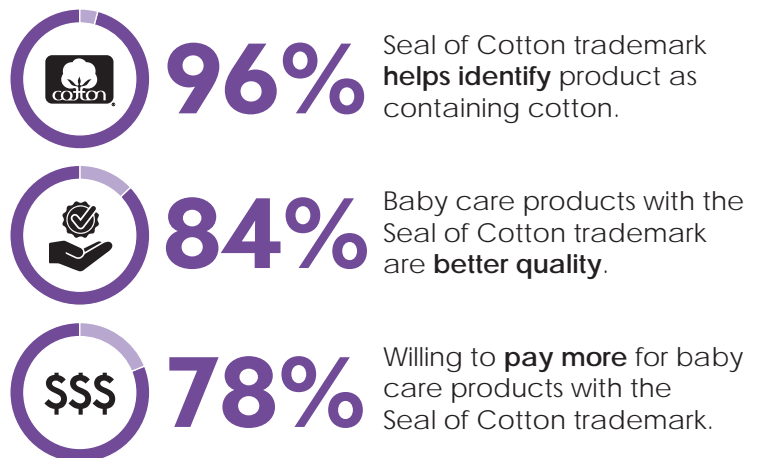 cotton
®
96%
Seal of Cotton trademark
helps identify product as
containing cotton.
84%
Baby care products with the
Seal of Cotton trademark
are better quality.
$$$
78%
Willing to pay more for baby
care products with the
Seal of Cotton trademark.